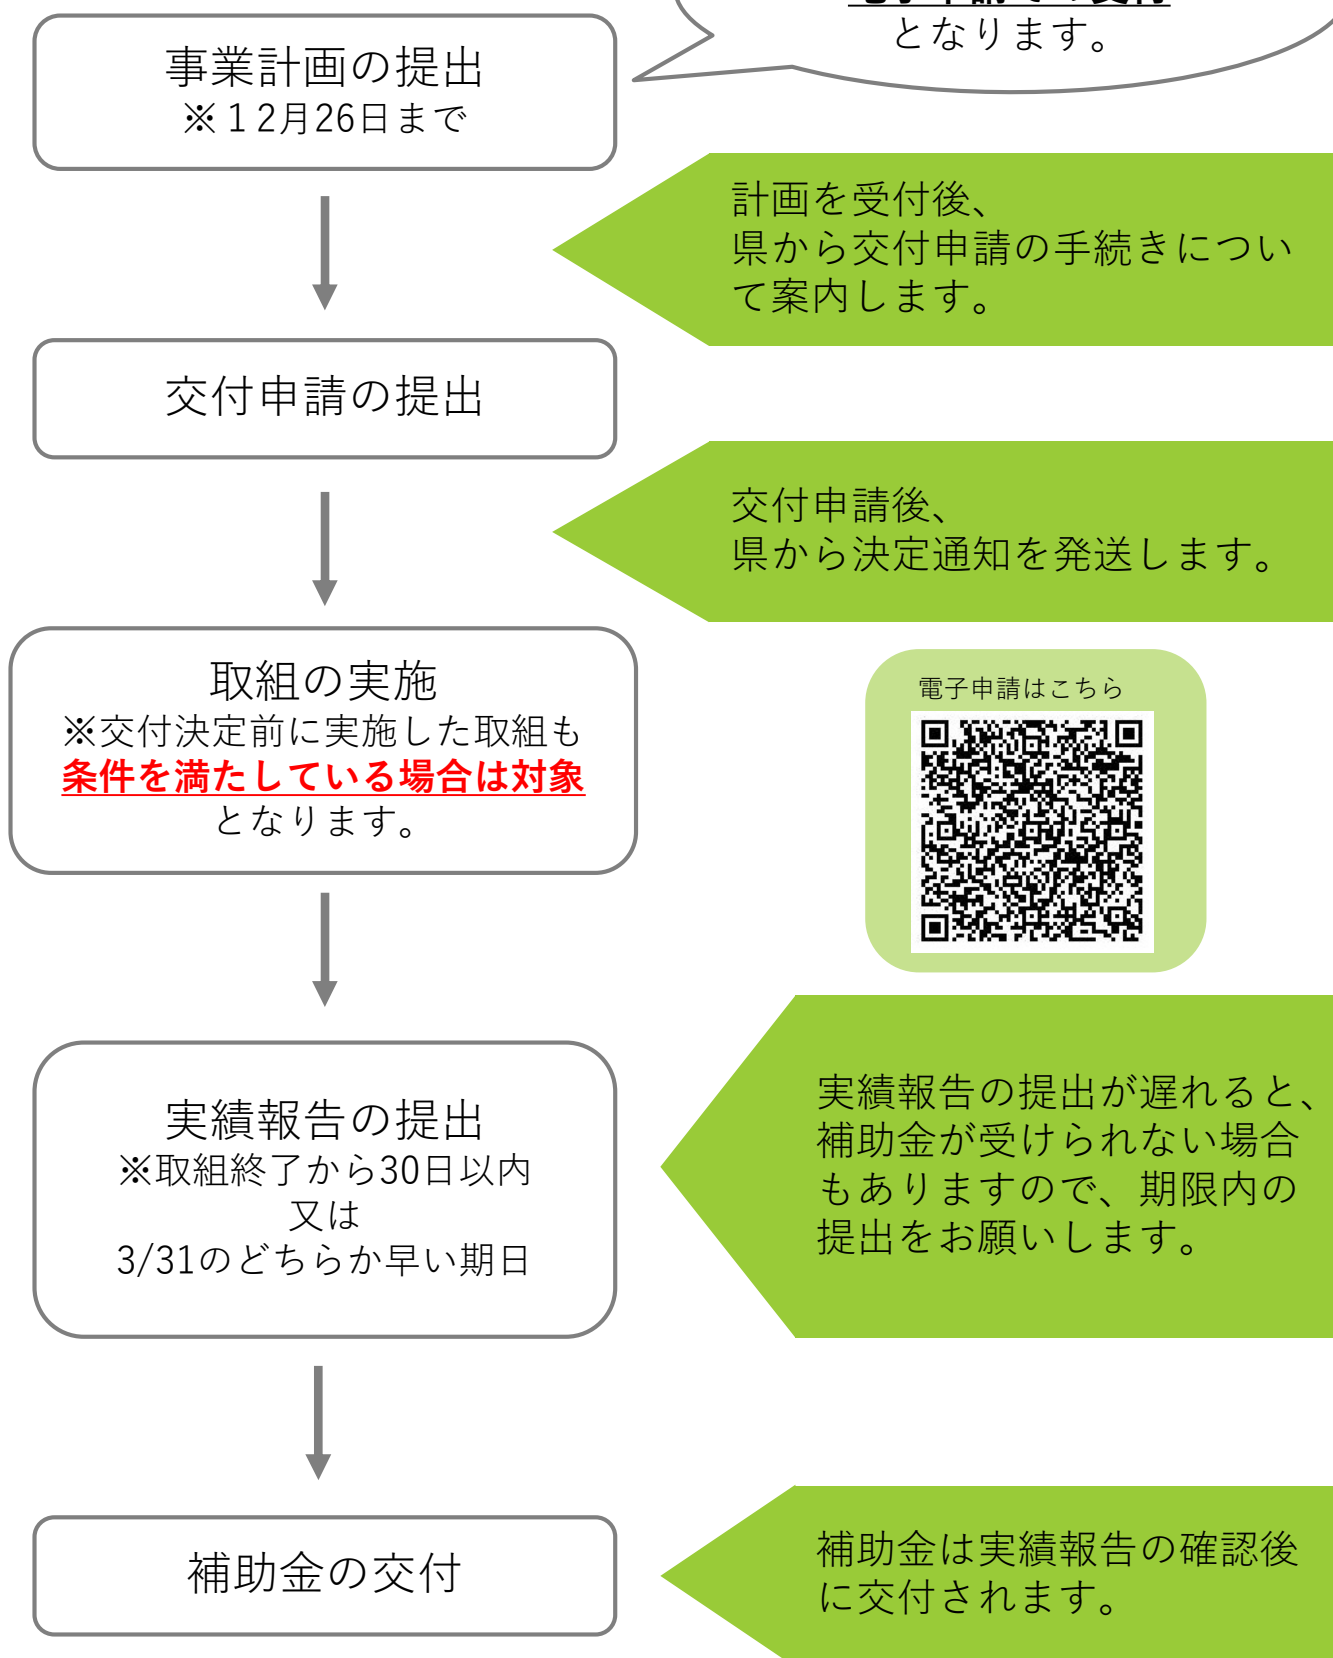 電子申請での受付
となります。
事業計画の提出
※１2月26日まで
計画を受付後、
県から交付申請の手続きについ
て案内します。
交付申請の提出
交付申請後、
県から決定通知を発送します。
取組の実施
※交付決定前に実施した取組も
条件を満たしている場合は対象
となります。
電子申請はこちら
実績報告の提出
※取組終了から30日以内
又は
3/31のどちらか早い期日
実績報告の提出が遅れると、
補助金が受けられない場合
もありますので、期限内の
提出をお願いします。
補助金の交付
補助金は実績報告の確認後
に交付されます。